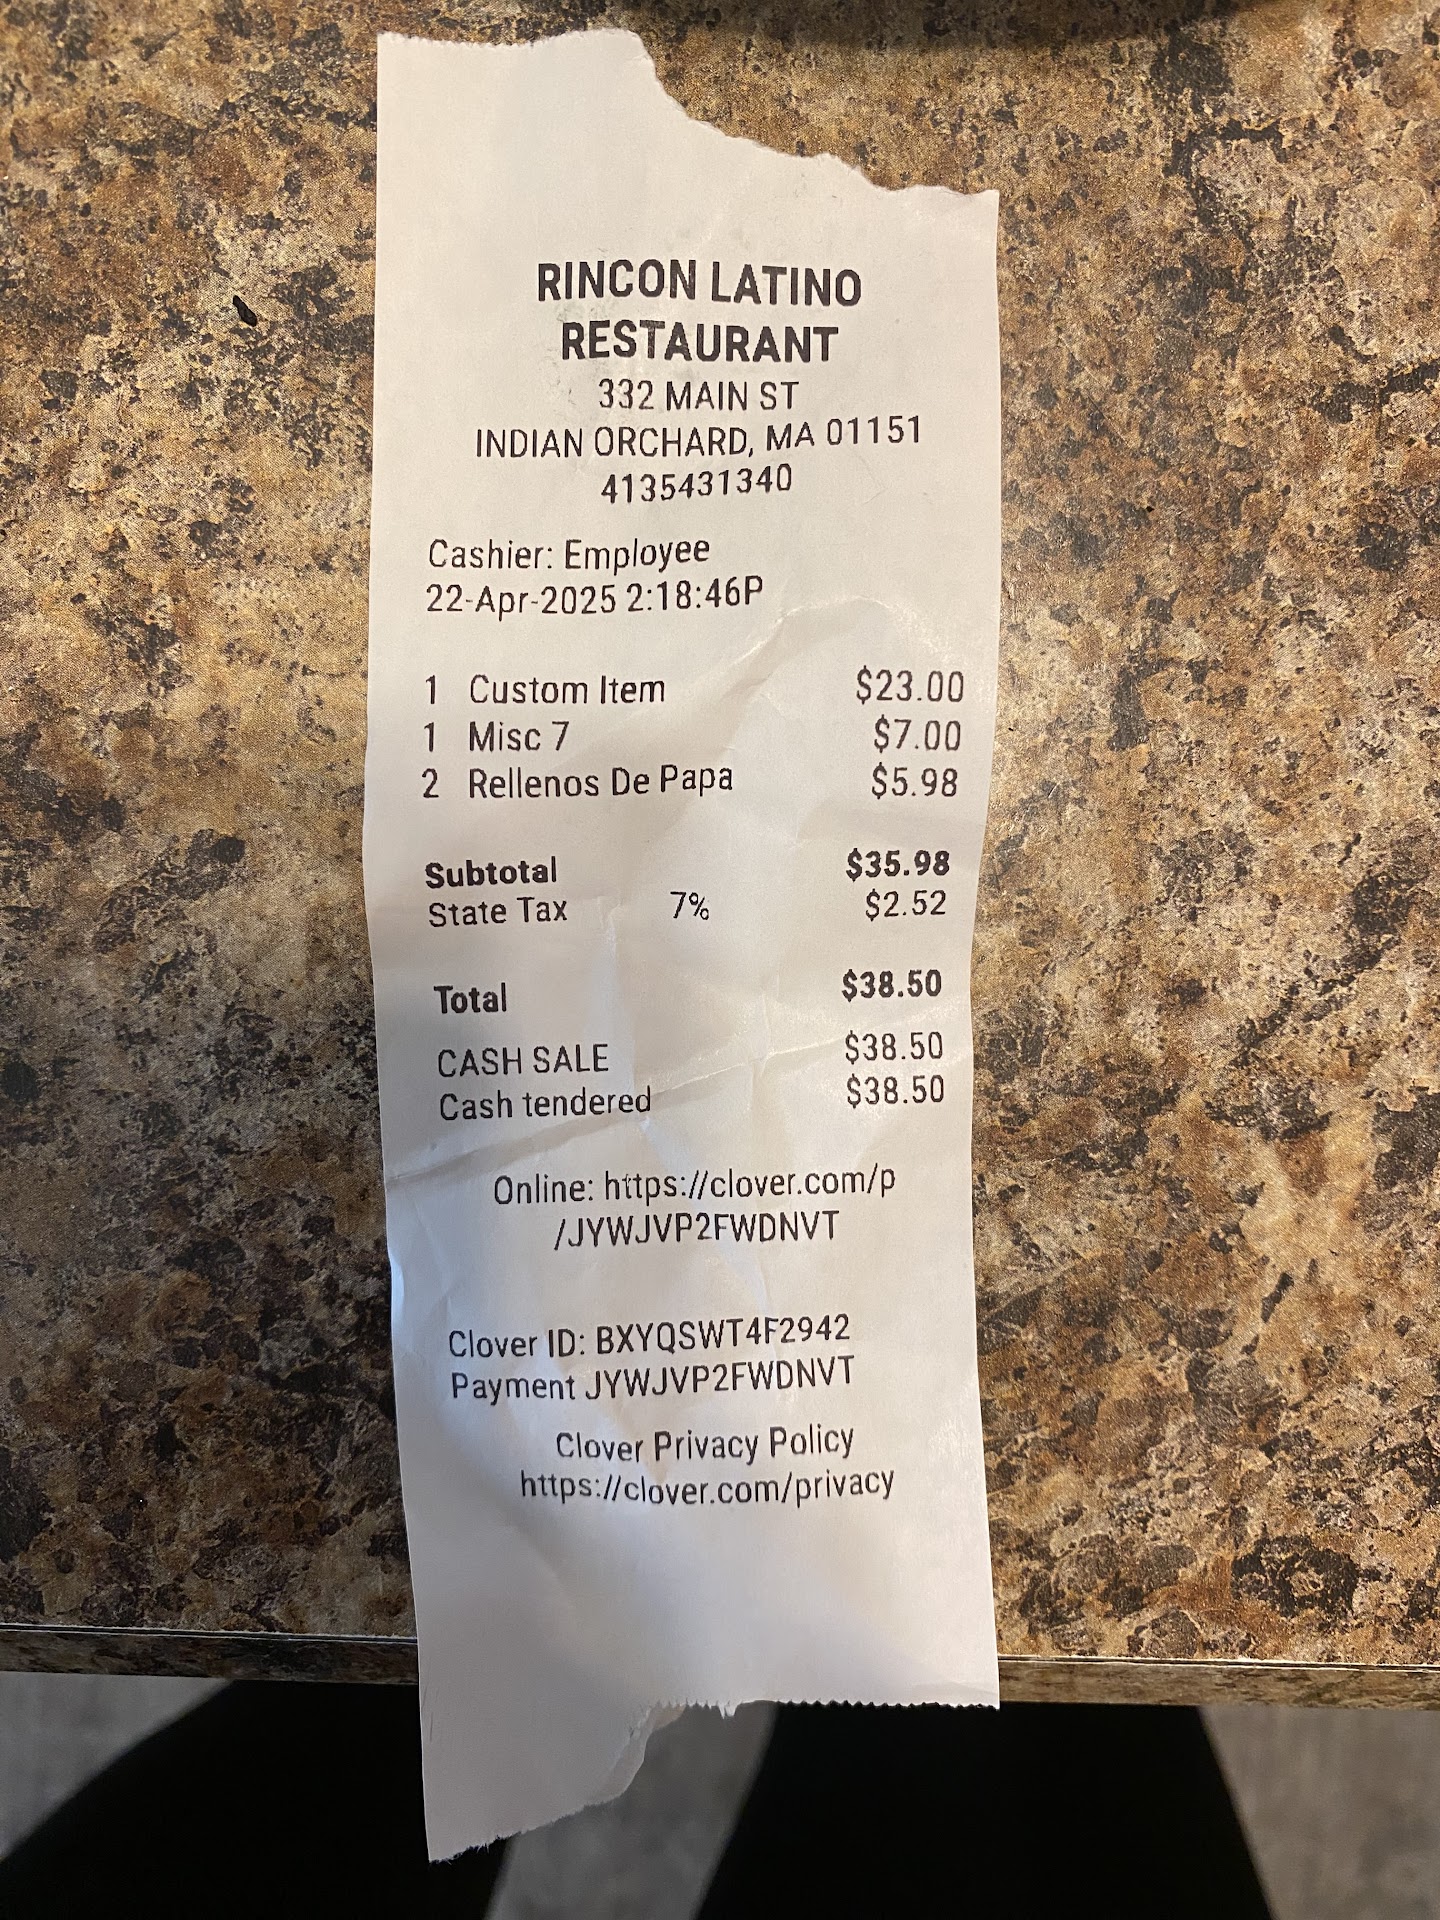 RINCON LATINO
RESTAURANT
332 MAIN ST
INDIAN ORCHARD, MA 01151
4135431340
Cashier: Employee
22-Apr-2025 2:18:46P
1 Custom Item $23.00
1 Misc 7 $7.00
2 Rellenos De Papa $5.98
Subtotal $35.98
State Tax 7% $2.52
Total $38.50
CASH SALE $38.50
Cash tendered $38.50
Online: https://clover.com/p
/JYWJVP2FWDNVT
Clover ID: BXYQSWT4F2942
Payment JYWJVP2FWDNVT
Clover Privacy Policy
https://clover.com/privacy